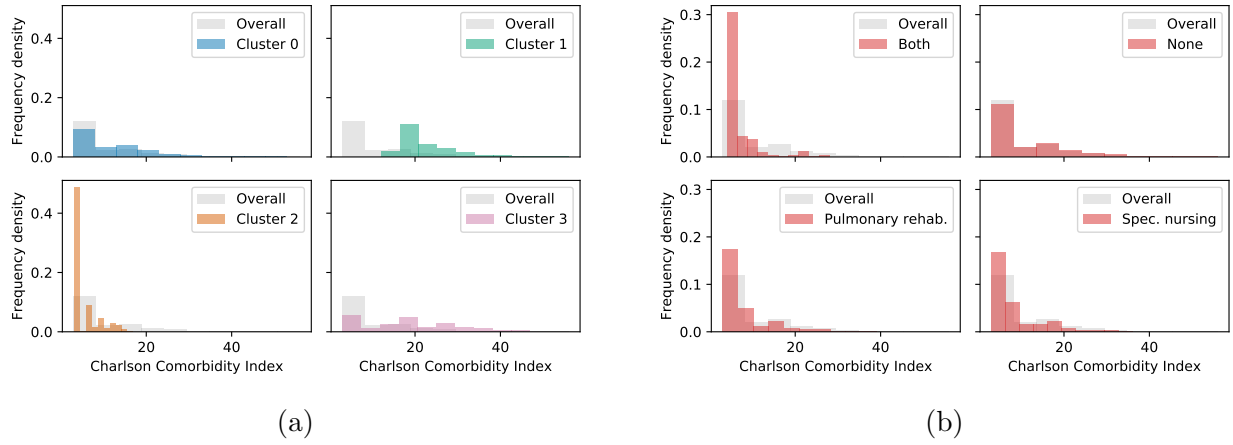 Frequency density
0.4
0.2
0.0
Overall
Cluster 0
Overall
Cluster 1
Frequency density
0.4
0.2
0.0
Overall
Cluster 2
Overall
Cluster 3
20
40
20
40
Charlson Comorbidity Index
Charlson Comorbidity Index
(a)
Frequency density
0.3
0.2
0.1
0.0
Overall
Both
Overall
None
Frequency density
0.3
0.2
0.1
0.0
Overall
Pulmonary rehab.
Overall
Spec. nursing
20
40
20
40
Charlson Comorbidity Index
Charlson Comorbidity Index
(b)